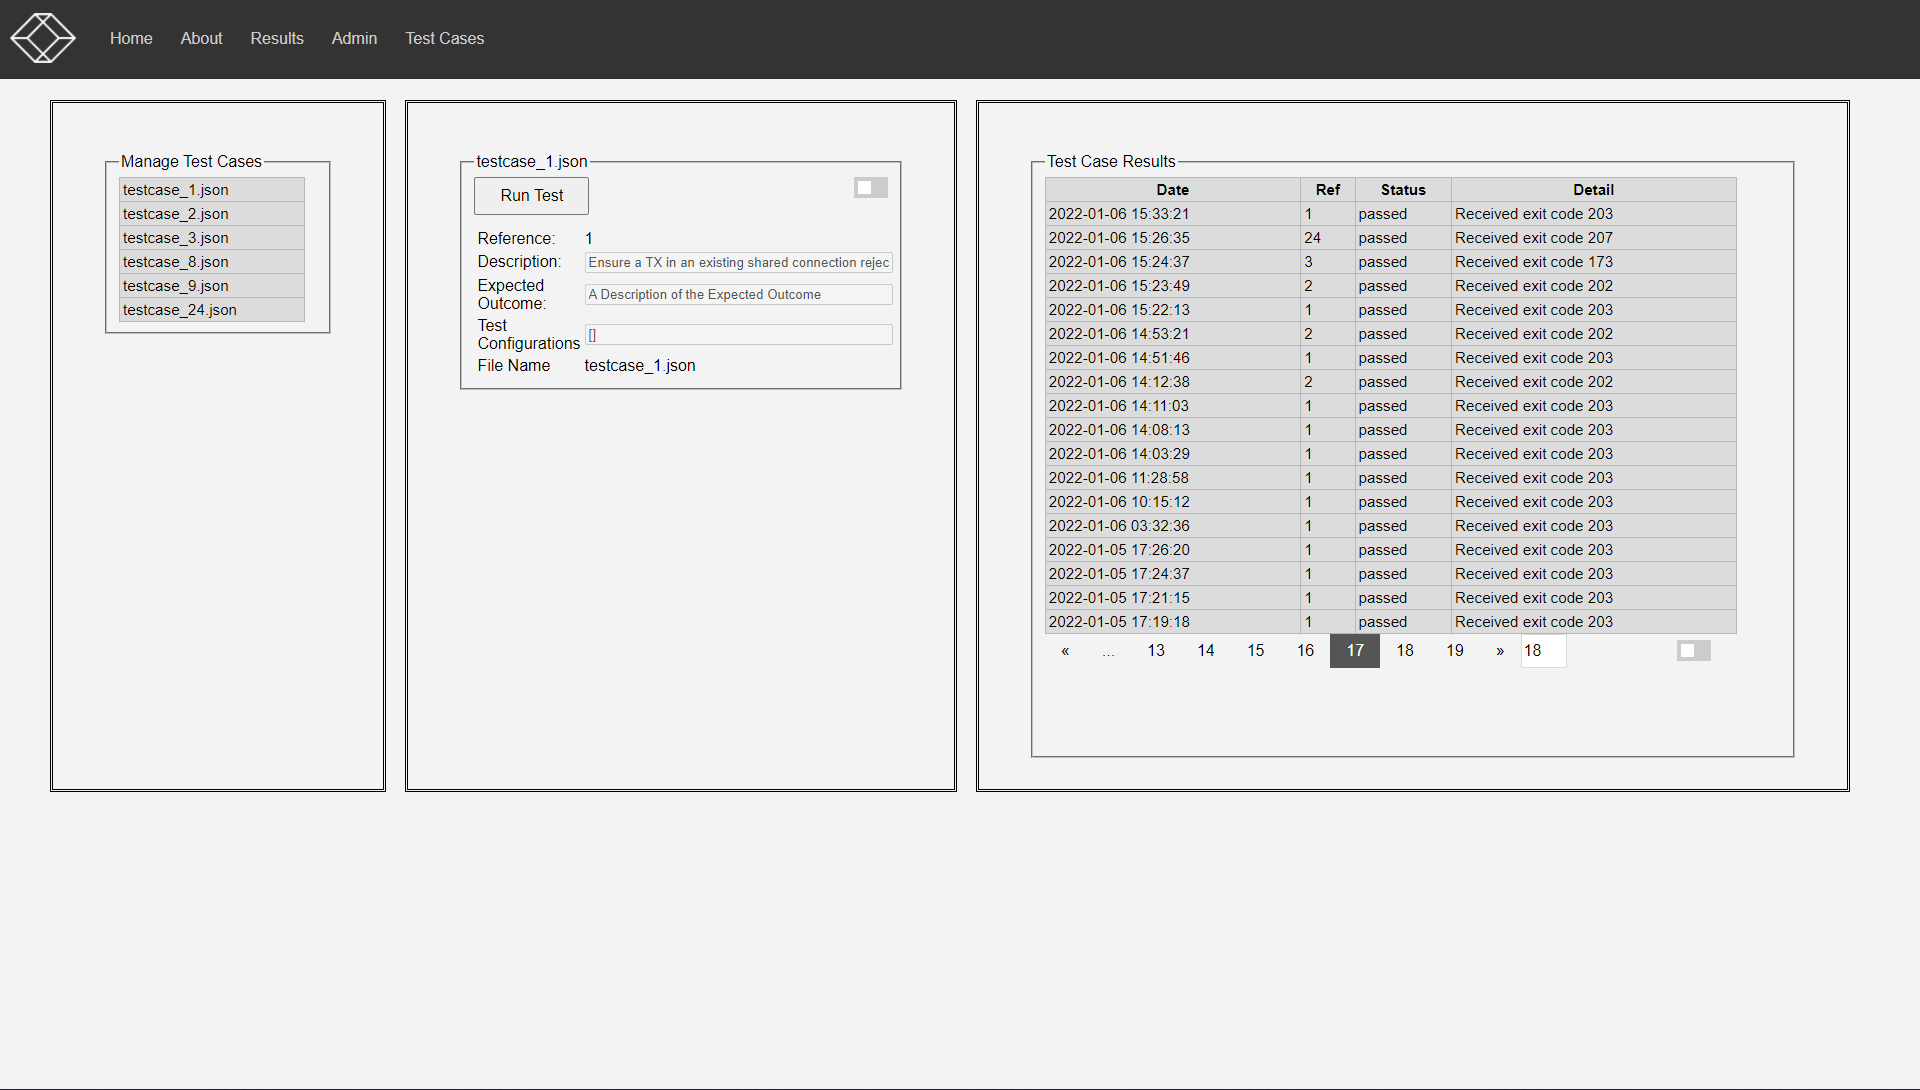 Home About Results Admin Test Cases
Manage Test Cases
testcase_1.json
testcase_2.json
testcase_3.json
testcase_8.json
testcase_9.json
testcase_24.json
testcase_1.json
Run Test
Reference: 1
Description: Ensure a TX in an existing shared connection rejec
Expected
Outcome: A Description of the Expected Outcome
Test
Configurations []
File Name testcase_1.json
Test Case Results
Date Ref Status Detail
2022-01-06 15:33:21 1 passed Received exit code 203
2022-01-06 15:26:35 24 passed Received exit code 207
2022-01-06 15:24:37 3 passed Received exit code 173
2022-01-06 15:23:49 2 passed Received exit code 202
2022-01-06 15:22:13 1 passed Received exit code 203
2022-01-06 14:53:21 2 passed Received exit code 202
2022-01-06 14:51:46 1 passed Received exit code 203
2022-01-06 14:12:38 2 passed Received exit code 202
2022-01-06 14:11:03 1 passed Received exit code 203
2022-01-06 14:08:13 1 passed Received exit code 203
2022-01-06 14:03:29 1 passed Received exit code 203
2022-01-06 11:28:58 1 passed Received exit code 203
2022-01-06 10:15:12 1 passed Received exit code 203
2022-01-06 03:32:36 1 passed Received exit code 203
2022-01-05 17:26:20 1 passed Received exit code 203
2022-01-05 17:24:37 1 passed Received exit code 203
2022-01-05 17:21:15 1 passed Received exit code 203
2022-01-05 17:19:18 1 passed Received exit code 203
« ... 13 14 15 16 17 18 19 » 18